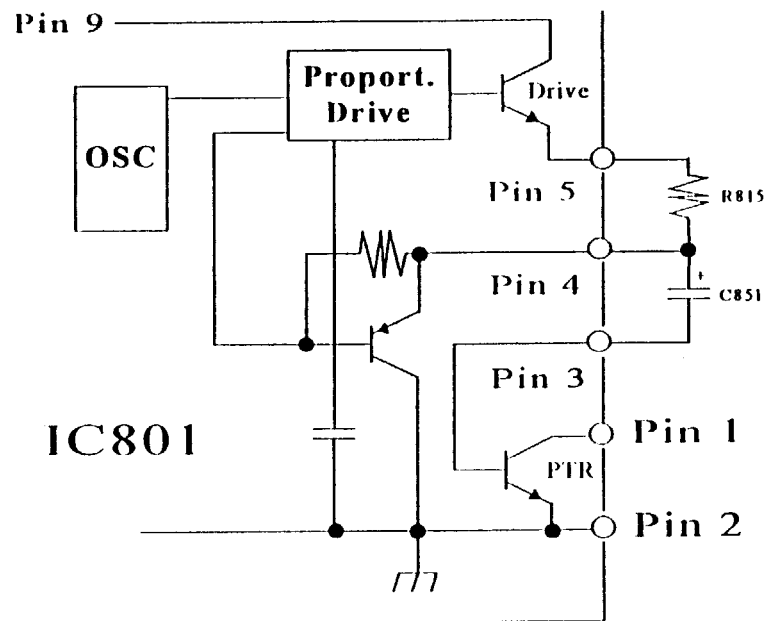 Pin 9
Proport.
Drive
Drive
OSC
Pin 5
R815
Pin 4
+
C851
Pin 3
IC801
Pin 1
PTR
Pin 2